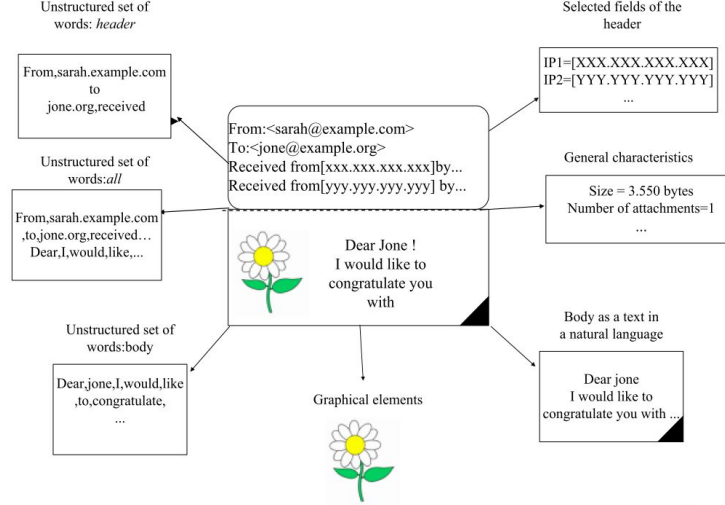 Unstructured set of
words: header
From,sarah.example.com
to
jone.org,received
Unstructured set of
words:all
From,sarah.example.com
,to,jone.org,received…
Dear,I,would,like,...
Unstructured set of
words:body
Dear,jone,I,would,like
,to,congratulate,
...
From:<sarah@example.com>
To:<jone@example.org>
Received from[xxx.xxx.xxx.xxx]by...
Received from[yyy.yyy.yyy.yyy] by...
Dear Jone !
I would like to
congratulate you
with
Graphical elements
Selected fields of the
header
IP1=[XXX.XXX.XXX.XXX]
IP2=[YYY.YYY.YYY.YYY]
...
General characteristics
Size = 3.550 bytes
Number of attachments=1
...
Body as a text in
a natural language
Dear jone
I would like to
congratulate you with ...